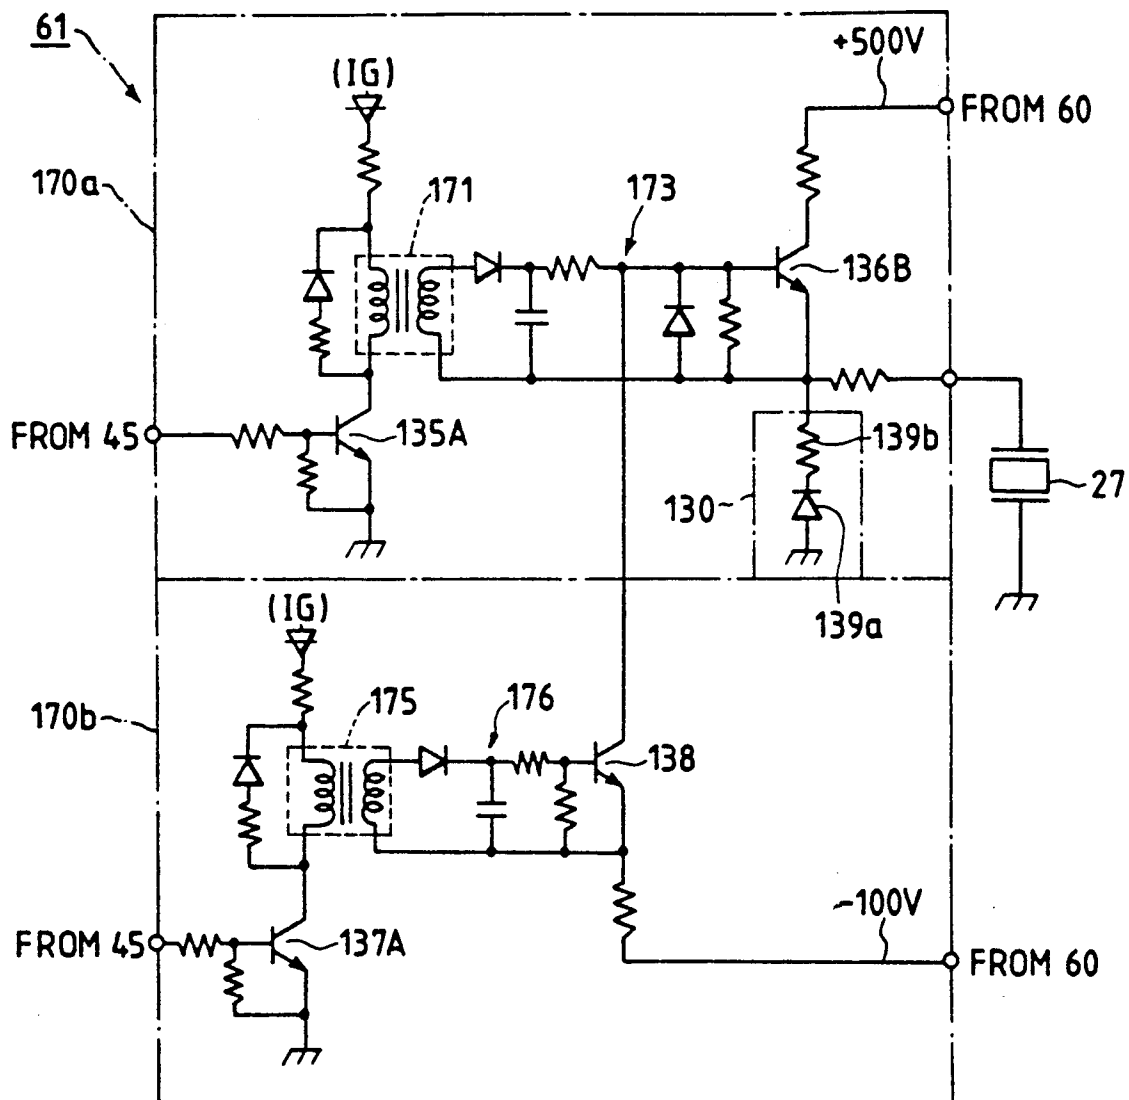 61
+500V
(IG)
FROM 60
170a
171
173
136B
FROM 45
135A
139b
130
27
139a
(IG)
170b
175
176
138
-100V
FROM 45
137A
FROM 60